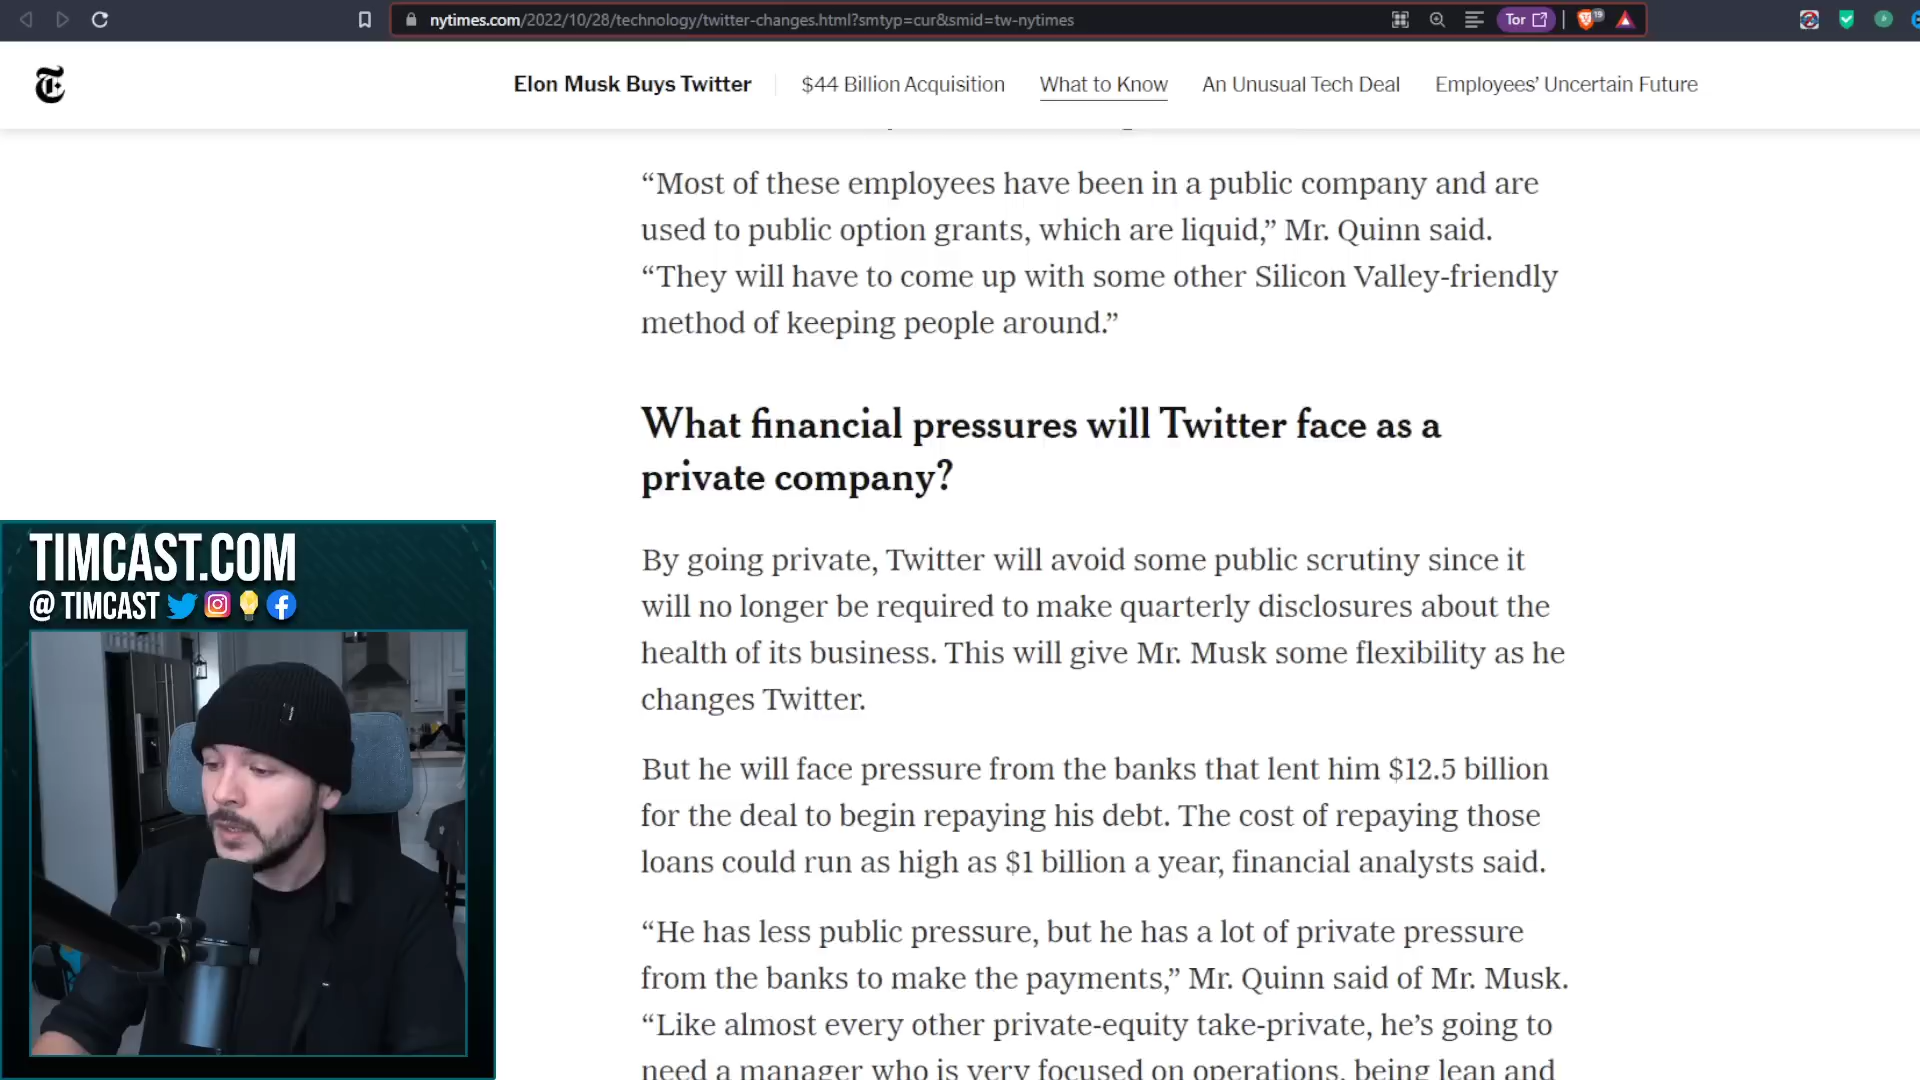 nytimes.com/2022/10/28/technology/twitter-changes.html?smtyp=cur&smid=tw-nytimes
Tor
19
Elon Musk Buys Twitter
$44 Billion Acquisition
What to Know
An Unusual Tech Deal
Employees’ Uncertain Future
“Most of these employees have been in a public company and are
used to public option grants, which are liquid,” Mr. Quinn said.
“They will have to come up with some other Silicon Valley-friendly
method of keeping people around.”
What financial pressures will Twitter face as a
private company?
By going private, Twitter will avoid some public scrutiny since it
will no longer be required to make quarterly disclosures about the
health of its business. This will give Mr. Musk some flexibility as he
changes Twitter.
But he will face pressure from the banks that lent him $12.5 billion
for the deal to begin repaying his debt. The cost of repaying those
loans could run as high as $1 billion a year, financial analysts said.
“He has less public pressure, but he has a lot of private pressure
from the banks to make the payments,” Mr. Quinn said of Mr. Musk.
“Like almost every other private-equity take-private, he’s going to
need a manager who is very focused on operations, being lean and
TIMCAST.COM
@ TIMCAST